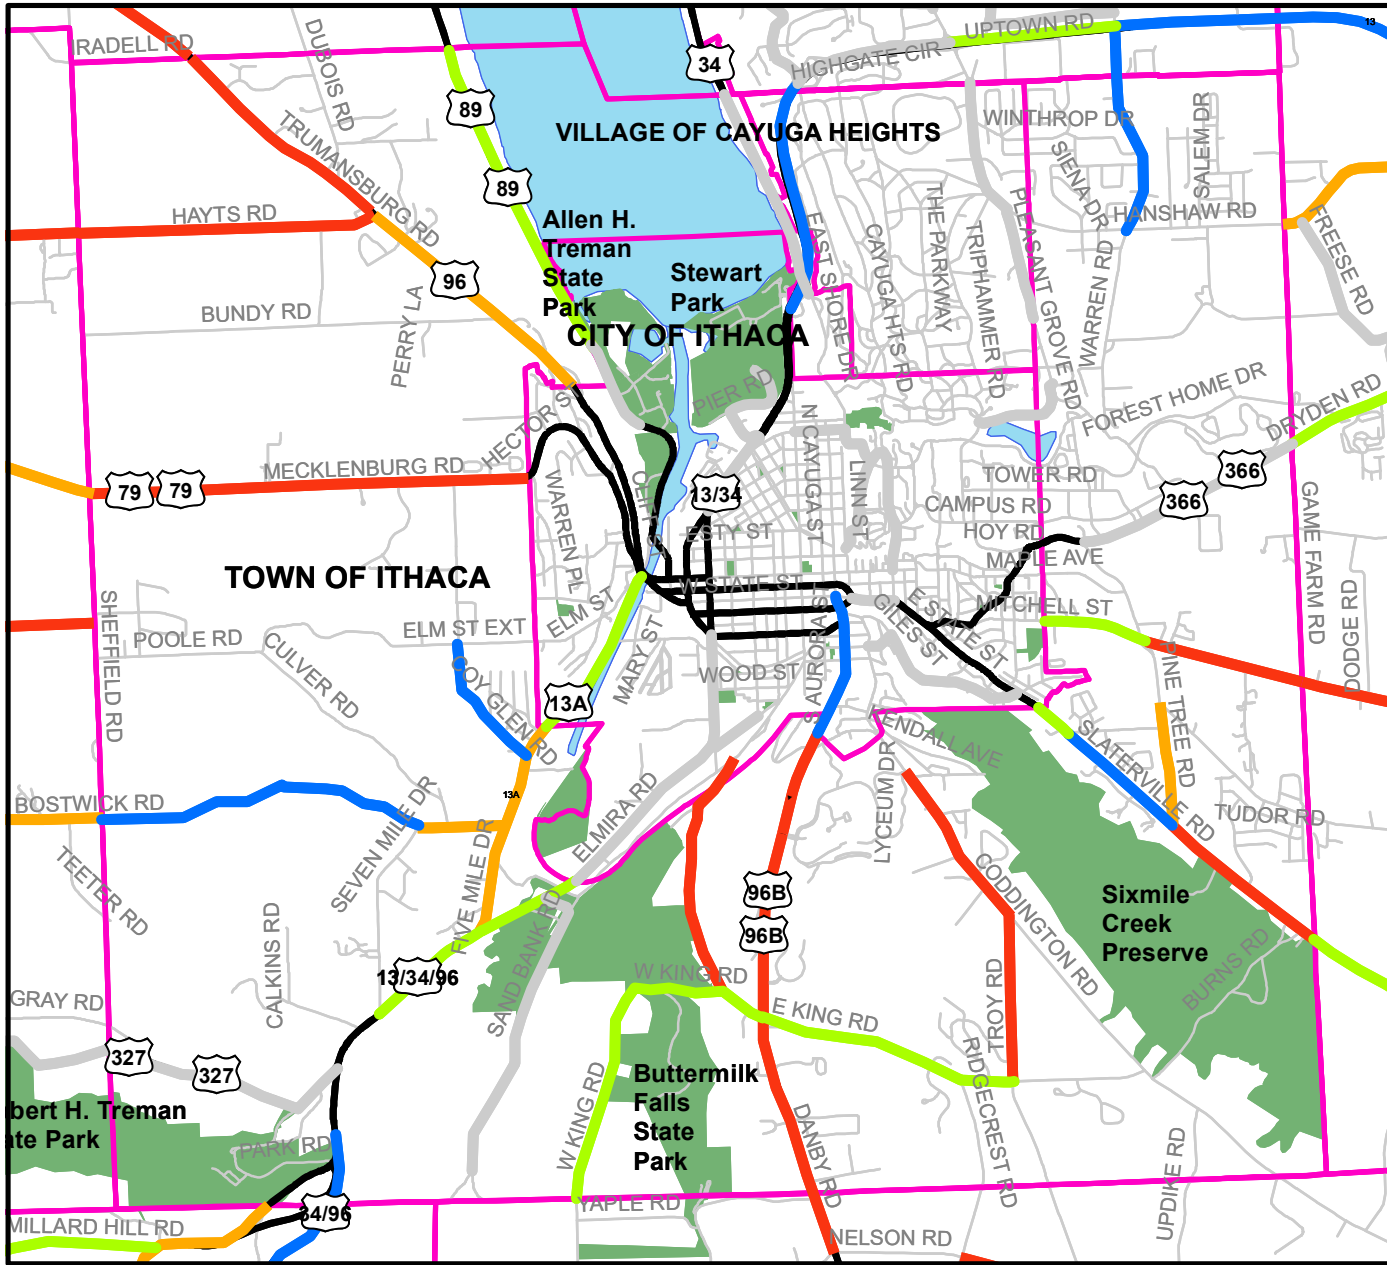 IRADELL RD
DUBOIS RD
34
HIGHGATE CIR
UPTOWN RD
13
89
TRUMANSBURG RD
VILLAGE OF CAYUGA HEIGHTS
WINTHROP DR
SIENA DR
SALEM DR
89
HAYTS RD
Allen H.
Treman
State
Park
Stewart
Park
EAST SHORE DR
CAYUGA HTS RD
THE PARKWAY
TRIPHAMMER RD
PLEASANT GROVE RD
WARREN RD
HANSHAW RD
FREESE RD
96
BUNDY RD
PERRY LA
CITY OF ITHACA
PIER RD
FOREST HOME DR
DRYDEN RD
HECTOR S
MECKLENBURG RD
79
79
WARREN PL
CLIFF ST
13/34
N CAYUGA ST
LINN ST
TOWER RD
CAMPUS RD
HOY RD
MAPLE AVE
366
366
GAME FARM RD
ESTY ST
TOWN OF ITHACA
W STATE ST
E STATE ST
MITCHELL ST
GILES ST
SHEFFIELD RD
POOLE RD
CULVER RD
ELM ST EXT
ELM ST
MARY ST
WOOD ST
S AURORA ST
PINE TREE RD
DODGE RD
COY GLEN RD
13A
KENDALL AVE
LYCEUM DR
SLATERVILLE RD
TUDOR RD
BOSTWICK RD
13A
SEVEN MILE DR
FIVE MILE DR
ELMIRA RD
TEETER RD
96B
96B
CODDINGTON RD
Sixmile
Creek
Preserve
BURNS RD
CALKINS RD
13/34/96
SAND BANK RD
W KING RD
E KING RD
TROY RD
RIDGECREST RD
GRAY RD
327
327
W KING RD
Buttermilk
Falls
State
Park
DANBY RD
bert H. Treman
ate Park
PARK RD
UPDIKE RD
MILLARD HILL RD
34/96
YAPLE RD
NELSON RD